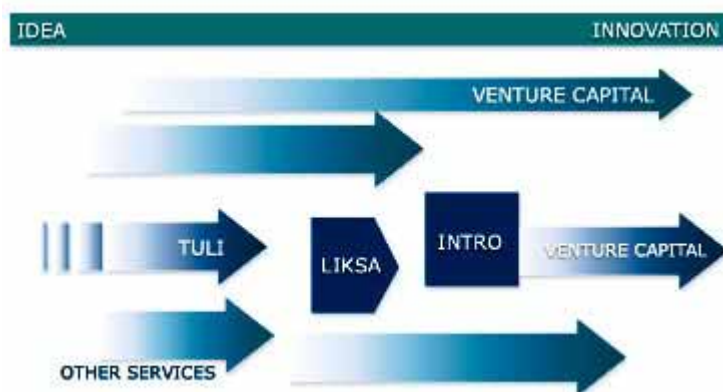 IDEA INNOVATION
VENTURE CAPITAL
TULI
LIKSA
INTRO
VENTURE CAPITAL
OTHER SERVICES